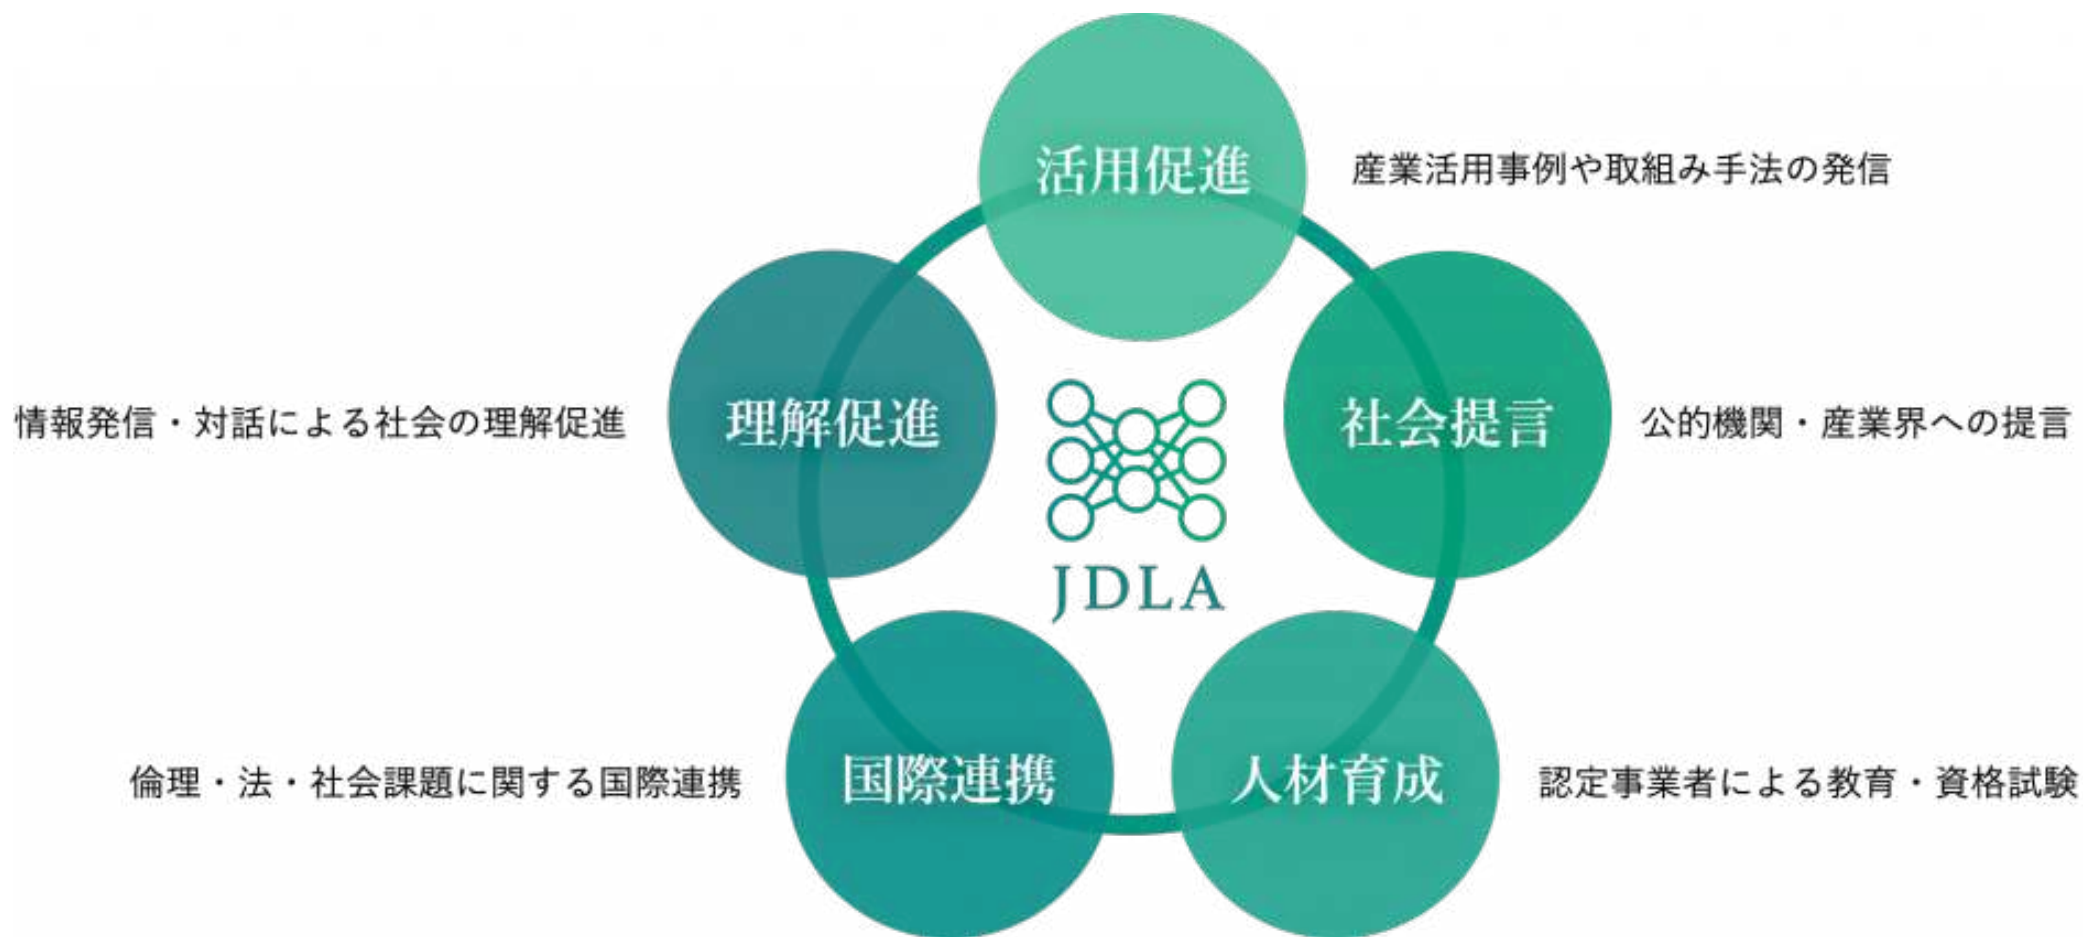 活用促進
産業活用事例や取組み手法の発信
情報発信・対話による社会の理解促進
理解促進
社会提言
公的機関・産業界への提言
JDLA
倫理・法・社会課題に関する国際連携
国際連携
人材育成
認定事業者による教育・資格試験